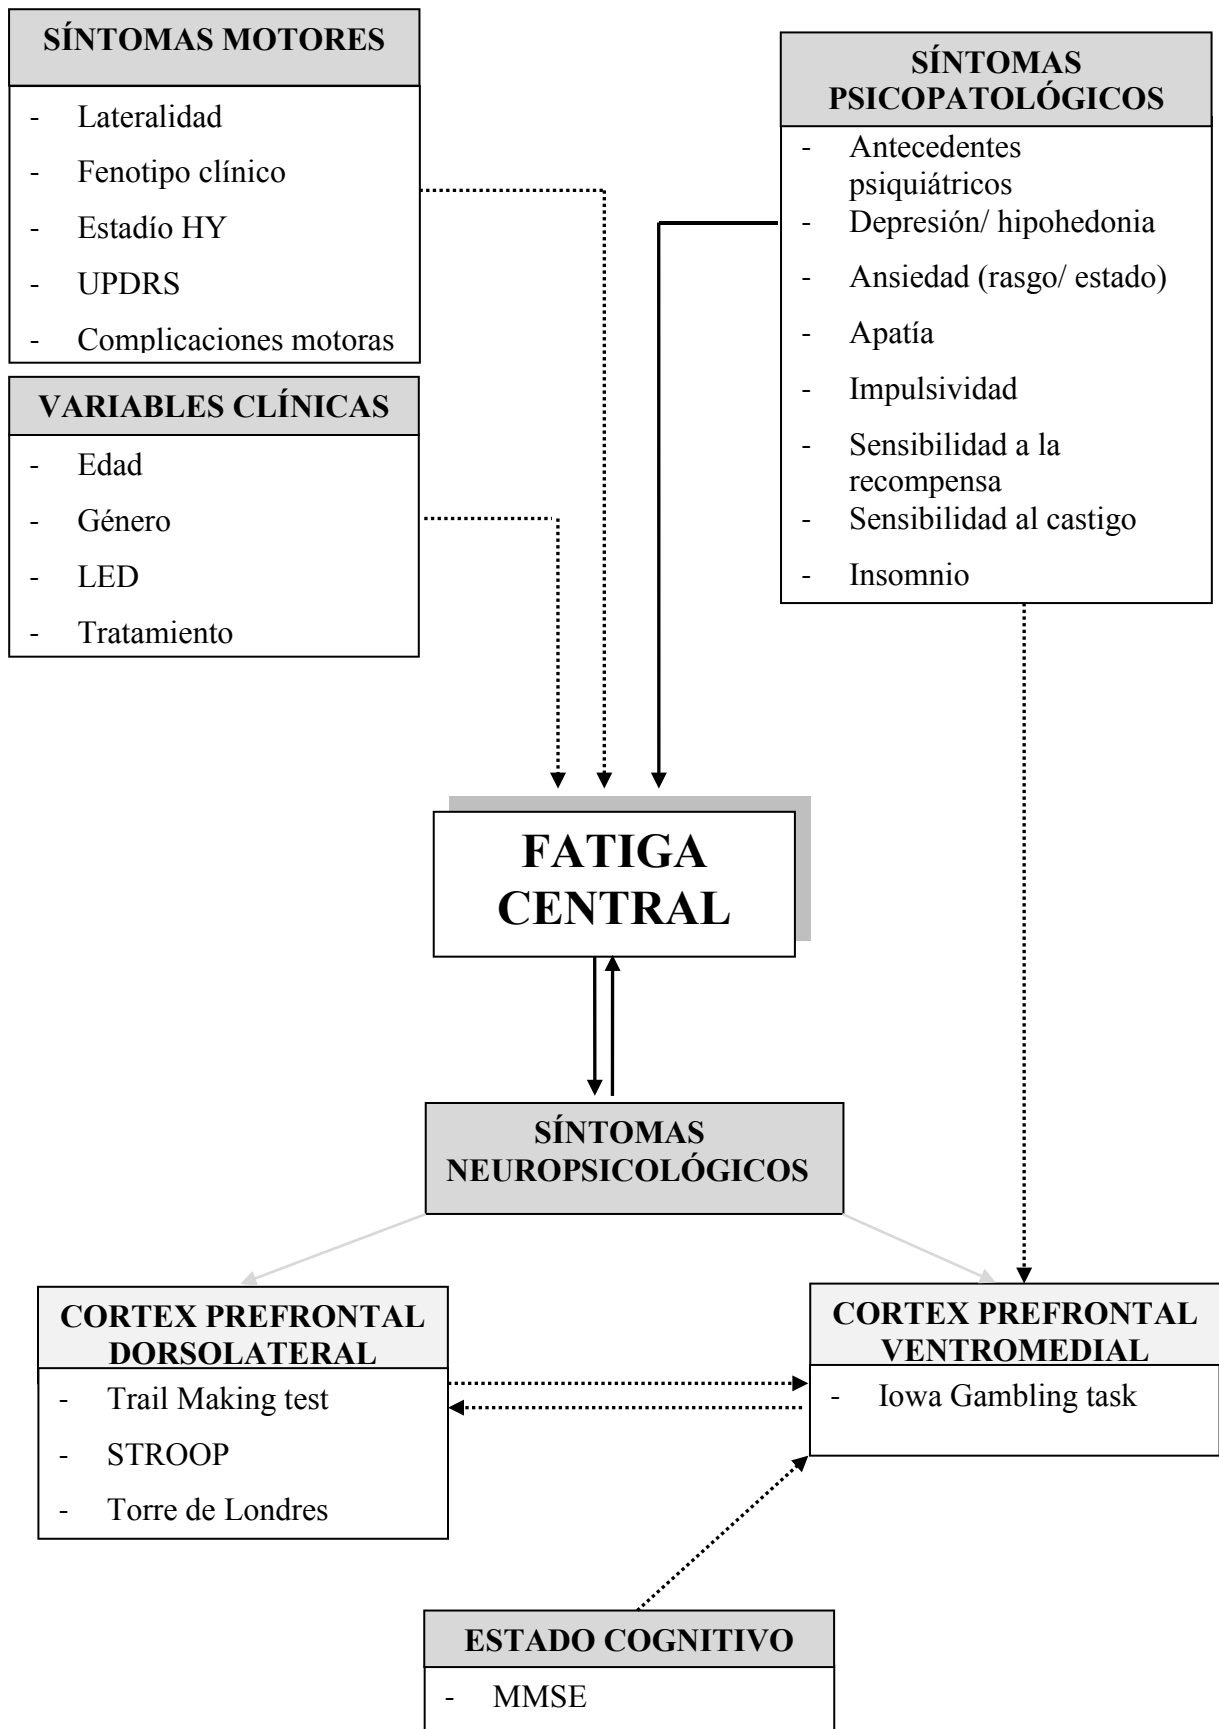 SÍNTOMAS MOTORES
- Lateralidad
- Fenotipo clínico
- Estadío HY
- UPDRS
- Complicaciones motoras
VARIABLES CLÍNICAS
- Edad
- Género
- LED
- Tratamiento
SÍNTOMAS
PSICOPATOLÓGICOS
- Antecedentes
psiquiátricos
- Depresión/ hipohedonia
- Ansiedad (rasgo/ estado)
- Apatía
- Impulsividad
- Sensibilidad a la
recompensa
- Sensibilidad al castigo
- Insomnio
FATIGA
CENTRAL
SÍNTOMAS
NEUROPSICOLÓGICOS
CORTEX PREFRONTAL
DORSOLATERAL
- Trail Making test
- STROOP
- Torre de Londres
CORTEX PREFRONTAL
VENTROMEDIAL
- Iowa Gambling task
ESTADO COGNITIVO
- MMSE